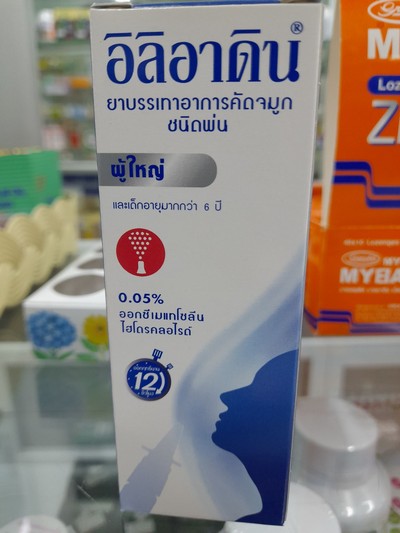 อิลิอาดิน®
ยาบรรเทาอาการคัดจมูก
ชนิดพ่น
ผู้ใหญ่
และเด็กอายุมากกว่า 6 ปี
0.05%
ออกซีเมแทโซลีน
ไฮโดรคลอไรด์
12
Loz
MYBA